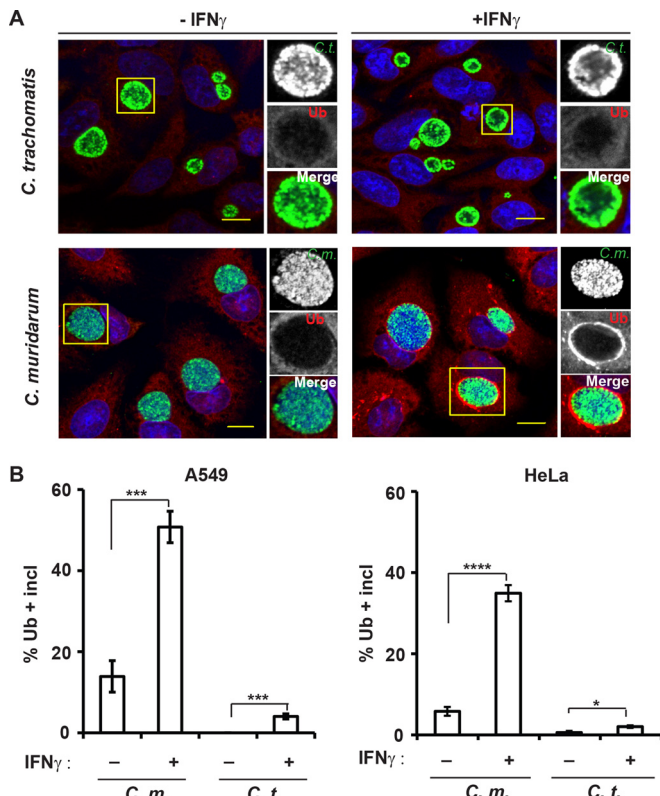 A
- IFNγ
+IFNγ
C. trachomatis
C.t.
Ub
Merge
C.t.
Ub
Merge
C. muridarum
C.m.
Ub
Merge
C.m.
Ub
Merge
B
A549
% Ub + incl
60
40
20
0
***
***
IFNγ :
– + – +
C. m.
C. t.
HeLa
% Ub + incl
60
40
20
0
****
*
IFNγ :
– + – +
C. m.
C. t.